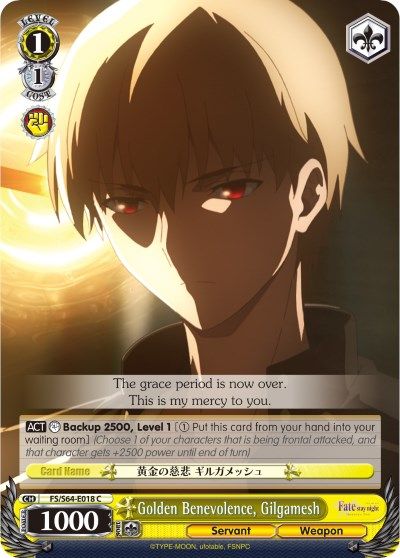 LEVEL
1
1
COST
The grace period is now over.
This is my mercy to you.
ACT Backup 2500, Level 1 [① Put this card from your hand into your
waiting room] (Choose 1 of your characters that is being frontal attacked, and
that character gets +2500 power until end of turn)
Card Name 黄金の慈悲 ギルガメッシュ
CH FS/S64-E018 C
POWER 1000 Golden Benevolence, Gilgamesh
Fate/stay night
Servant Weapon
©TYPE-MOON, ufotable, FSNPC